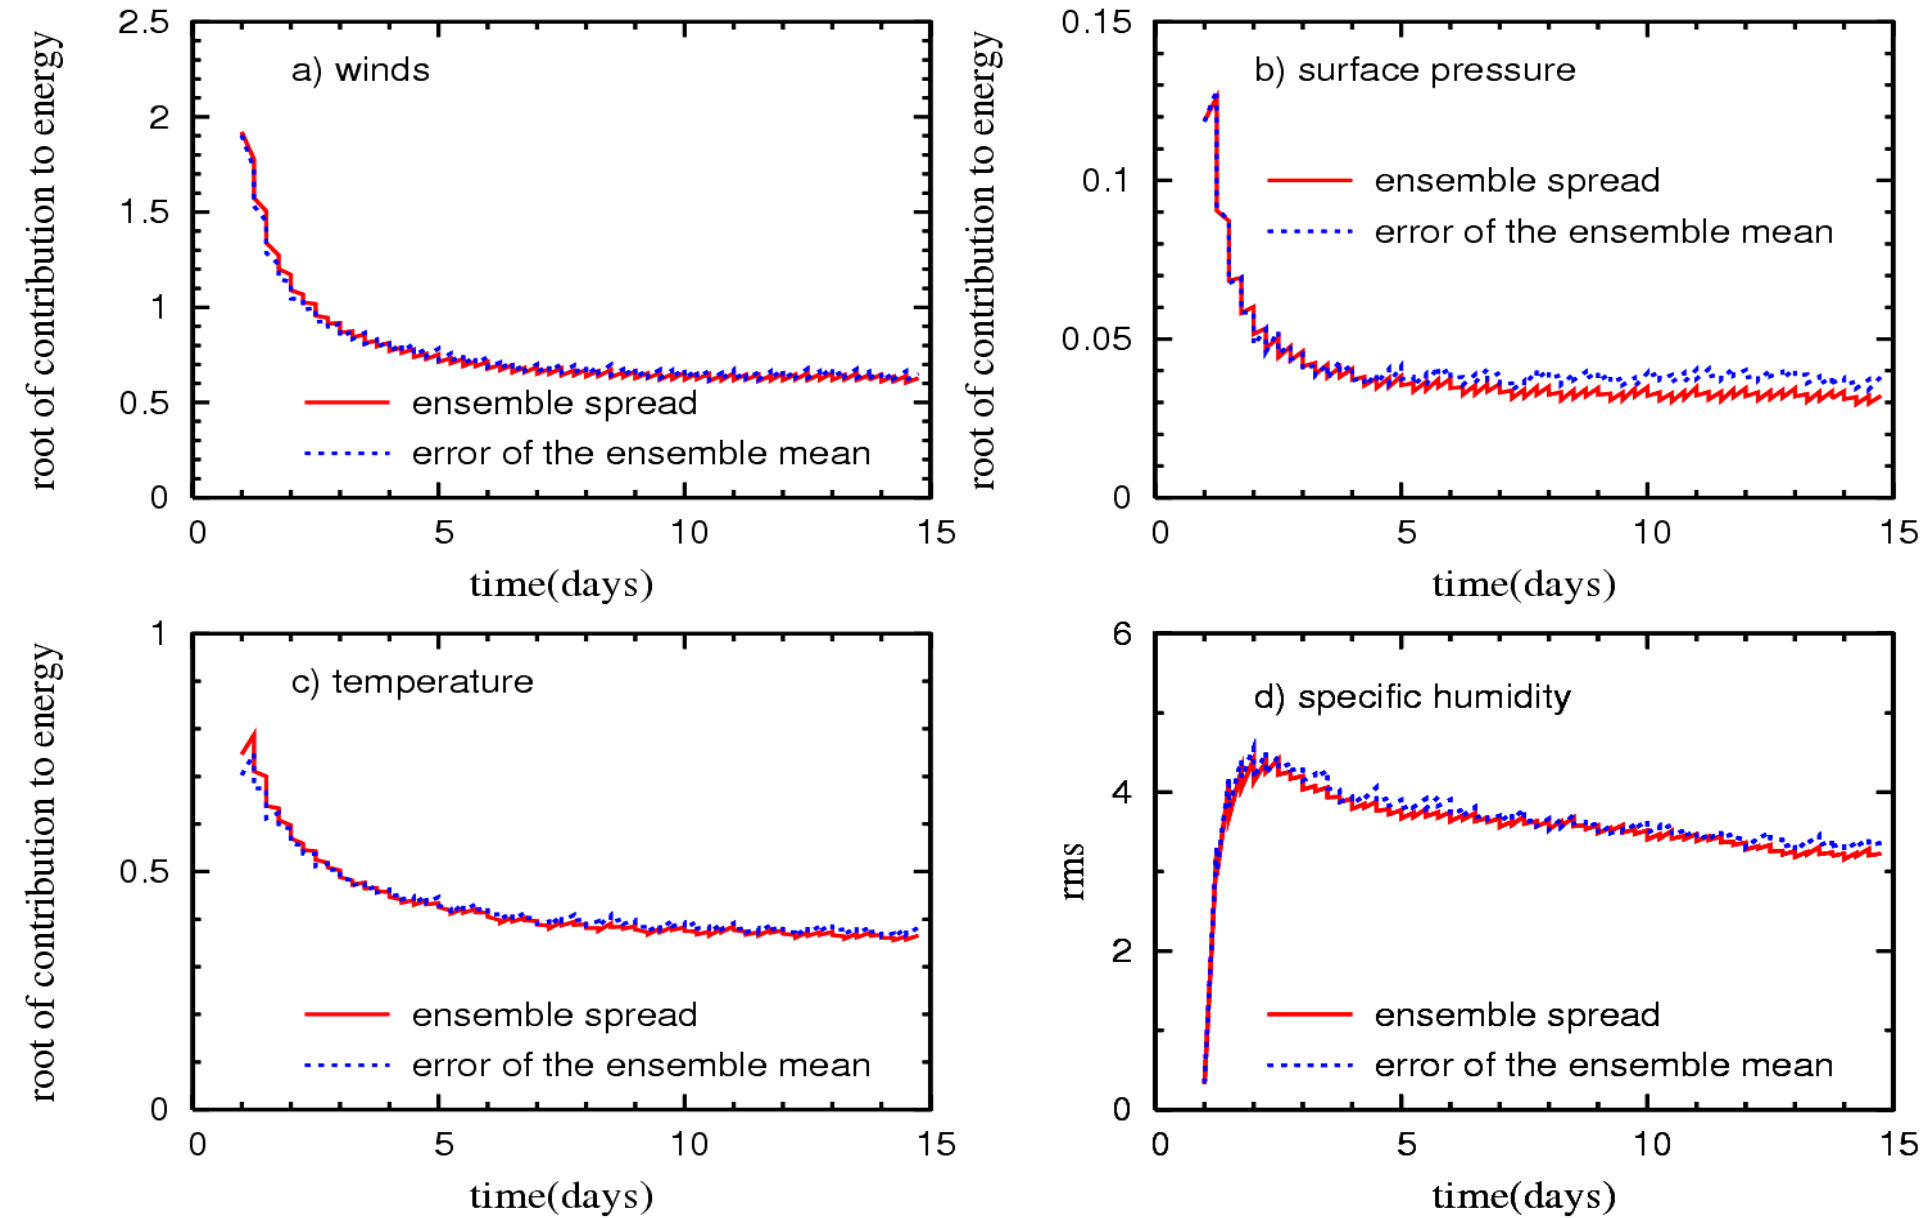 a) winds
root of contribution to energy
2.5
2
1.5
1
0.5
0
ensemble spread
error of the ensemble mean
0 5 10 15
time(days)
b) surface pressure
root of contribution to energy
0.15
0.1
0.05
0
ensemble spread
error of the ensemble mean
0 5 10 15
time(days)
c) temperature
root of contribution to energy
1
0.5
0
ensemble spread
error of the ensemble mean
0 5 10 15
time(days)
d) specific humidity
rms
6
4
2
0
ensemble spread
error of the ensemble mean
0 5 10 15
time(days)